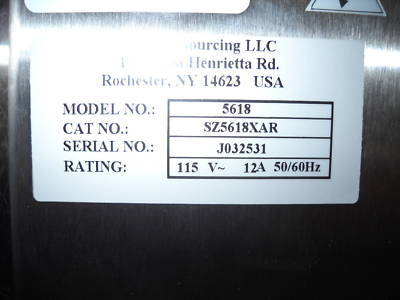 Sourcing LLC
Henrietta Rd.
Rochester, NY 14623 USA
MODEL NO.: 5618
CAT NO.: SZ5618XAR
SERIAL NO.: J032531
RATING: 115 V~ 12A 50/60Hz